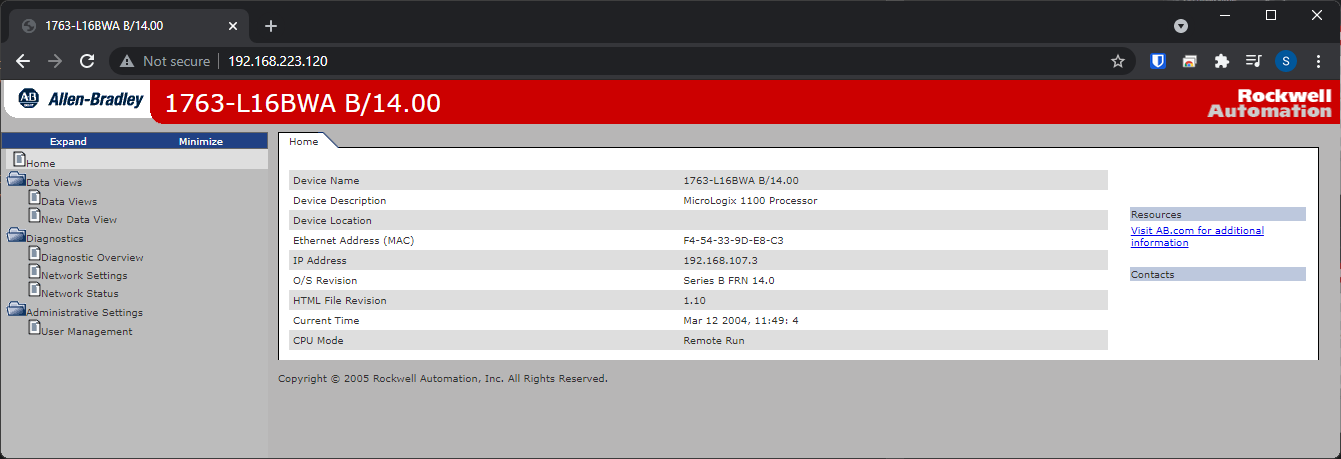 1763-L16BWA B/14.00
Not secure 192.168.223.120
S
AB Allen-Bradley 1763-L16BWA B/14.00 Rockwell
Automation
Expand Minimize
Home
Data Views
Data Views
New Data View
Diagnostics
Diagnostic Overview
Network Settings
Network Status
Administrative Settings
User Management
Home
Device Name 1763-L16BWA B/14.00
Device Description MicroLogix 1100 Processor
Device Location
Ethernet Address (MAC) F4-54-33-9D-E8-C3
IP Address 192.168.107.3
O/S Revision Series B FRN 14.0
HTML File Revision 1.10
Current Time Mar 12 2004, 11:49: 4
CPU Mode Remote Run
Resources
Visit AB.com for additional
information
Contacts
Copyright © 2005 Rockwell Automation, Inc. All Rights Reserved.